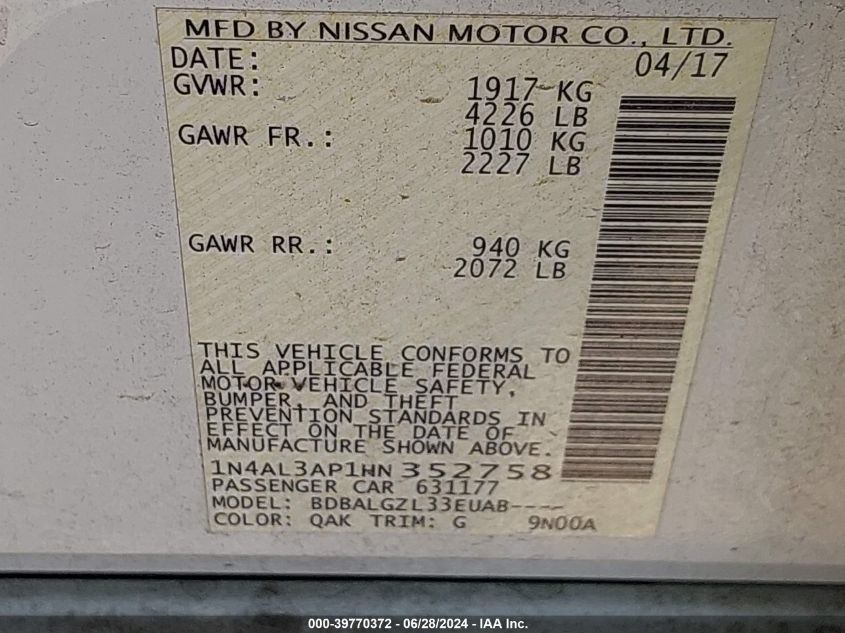 MFD BY NISSAN MOTOR CO., LTD.
DATE: 04/17
GVWR: 1917 KG
4226 LB
GAWR FR.: 1010 KG
2227 LB
GAWR RR.: 940 KG
2072 LB
THIS VEHICLE CONFORMS TO
ALL APPLICABLE FEDERAL
MOTOR VEHICLE SAFETY,
BUMPER, AND THEFT
PREVENTION STANDARDS IN
EFFECT ON THE DATE OF
MANUFACTURE SHOWN ABOVE.
1N4AL3AP1HN352758
PASSENGER CAR 631177
MODEL: BDBALGZL33EUAB----
COLOR: QAK TRIM: G 9N00A
000-39770372 - 06/28/2024 - IAA Inc.